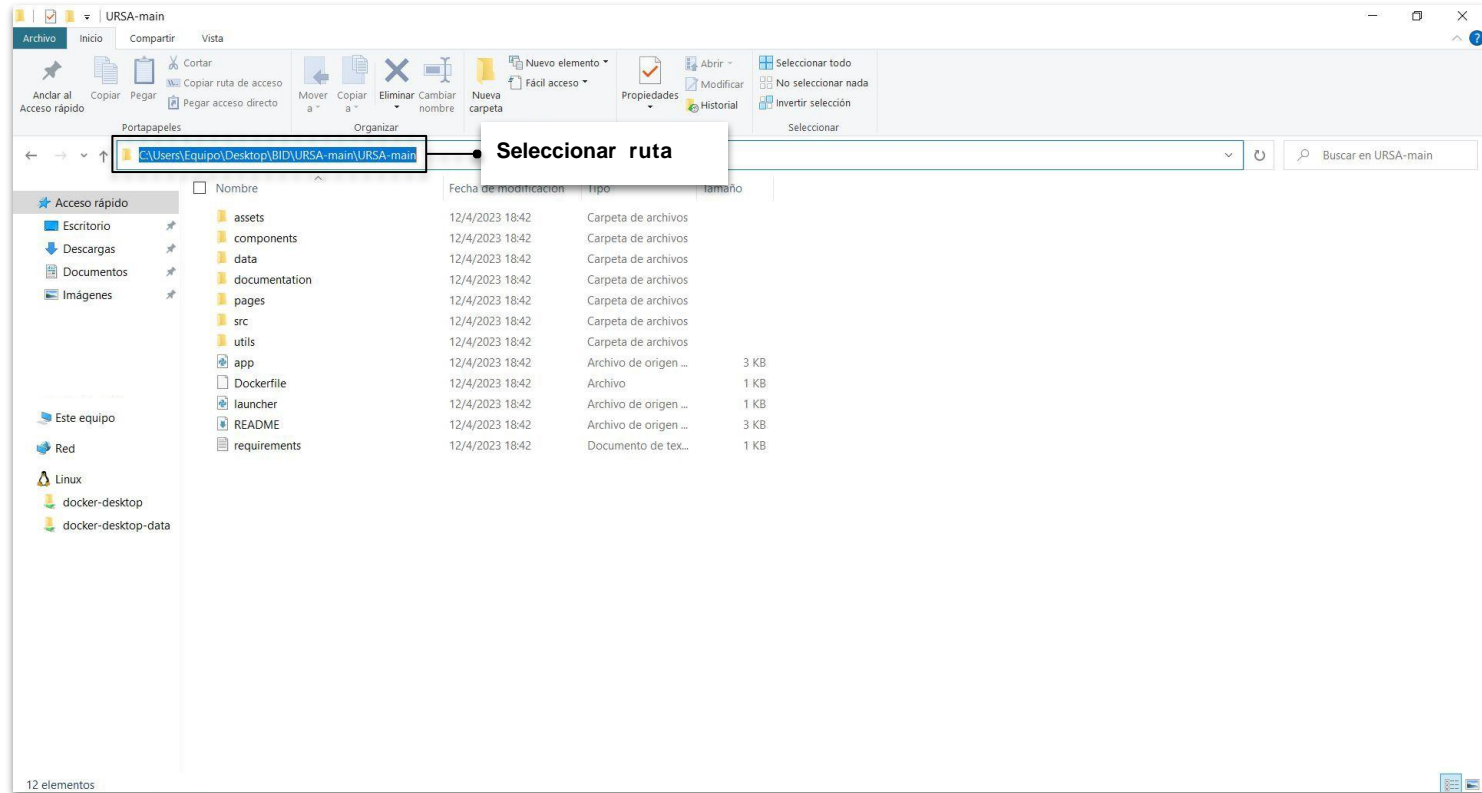 URSA-main
Archivo Inicio Compartir Vista
Anclar al Acceso rápido
Copiar
Pegar
Cortar
Copiar ruta de acceso
Pegar acceso directo
Portapapeles
Mover a
Copiar a
Eliminar
Cambiar nombre
Organizar
Nueva carpeta
Nuevo elemento
Fácil acceso
Propiedades
Abrir
Modificar
Historial
Seleccionar todo
No seleccionar nada
Invertir selección
Seleccionar
C:\Users\Equipo\Desktop\BID\URSA-main\URSA-main
Seleccionar ruta
Buscar en URSA-main
Acceso rápido
Escritorio
Descargas
Documentos
Imágenes
Este equipo
Red
Linux
docker-desktop
docker-desktop-data
Nombre Fecha de modificación Tipo Tamaño
assets 12/4/2023 18:42 Carpeta de archivos
components 12/4/2023 18:42 Carpeta de archivos
data 12/4/2023 18:42 Carpeta de archivos
documentation 12/4/2023 18:42 Carpeta de archivos
pages 12/4/2023 18:42 Carpeta de archivos
src 12/4/2023 18:42 Carpeta de archivos
utils 12/4/2023 18:42 Carpeta de archivos
app 12/4/2023 18:42 Archivo de origen ... 3 KB
Dockerfile 12/4/2023 18:42 Archivo 1 KB
launcher 12/4/2023 18:42 Archivo de origen ... 1 KB
README 12/4/2023 18:42 Archivo de origen ... 3 KB
requirements 12/4/2023 18:42 Documento de tex... 1 KB
12 elementos